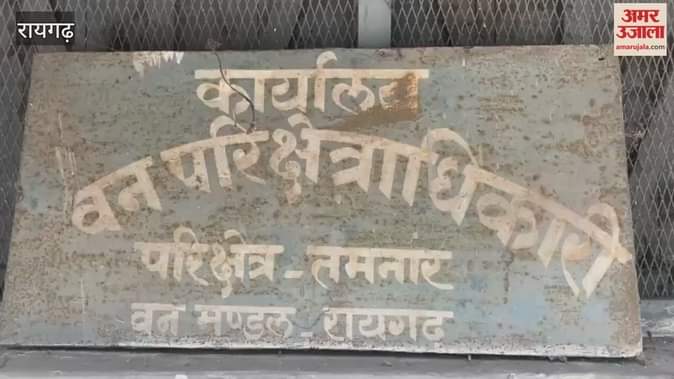 रायगढ़
अमर
उजाला
amarujala.com
कार्यालय
वन परिक्षेत्राधिकारी
परिक्षेत्र - तमनार
वन मण्डल - रायगढ़